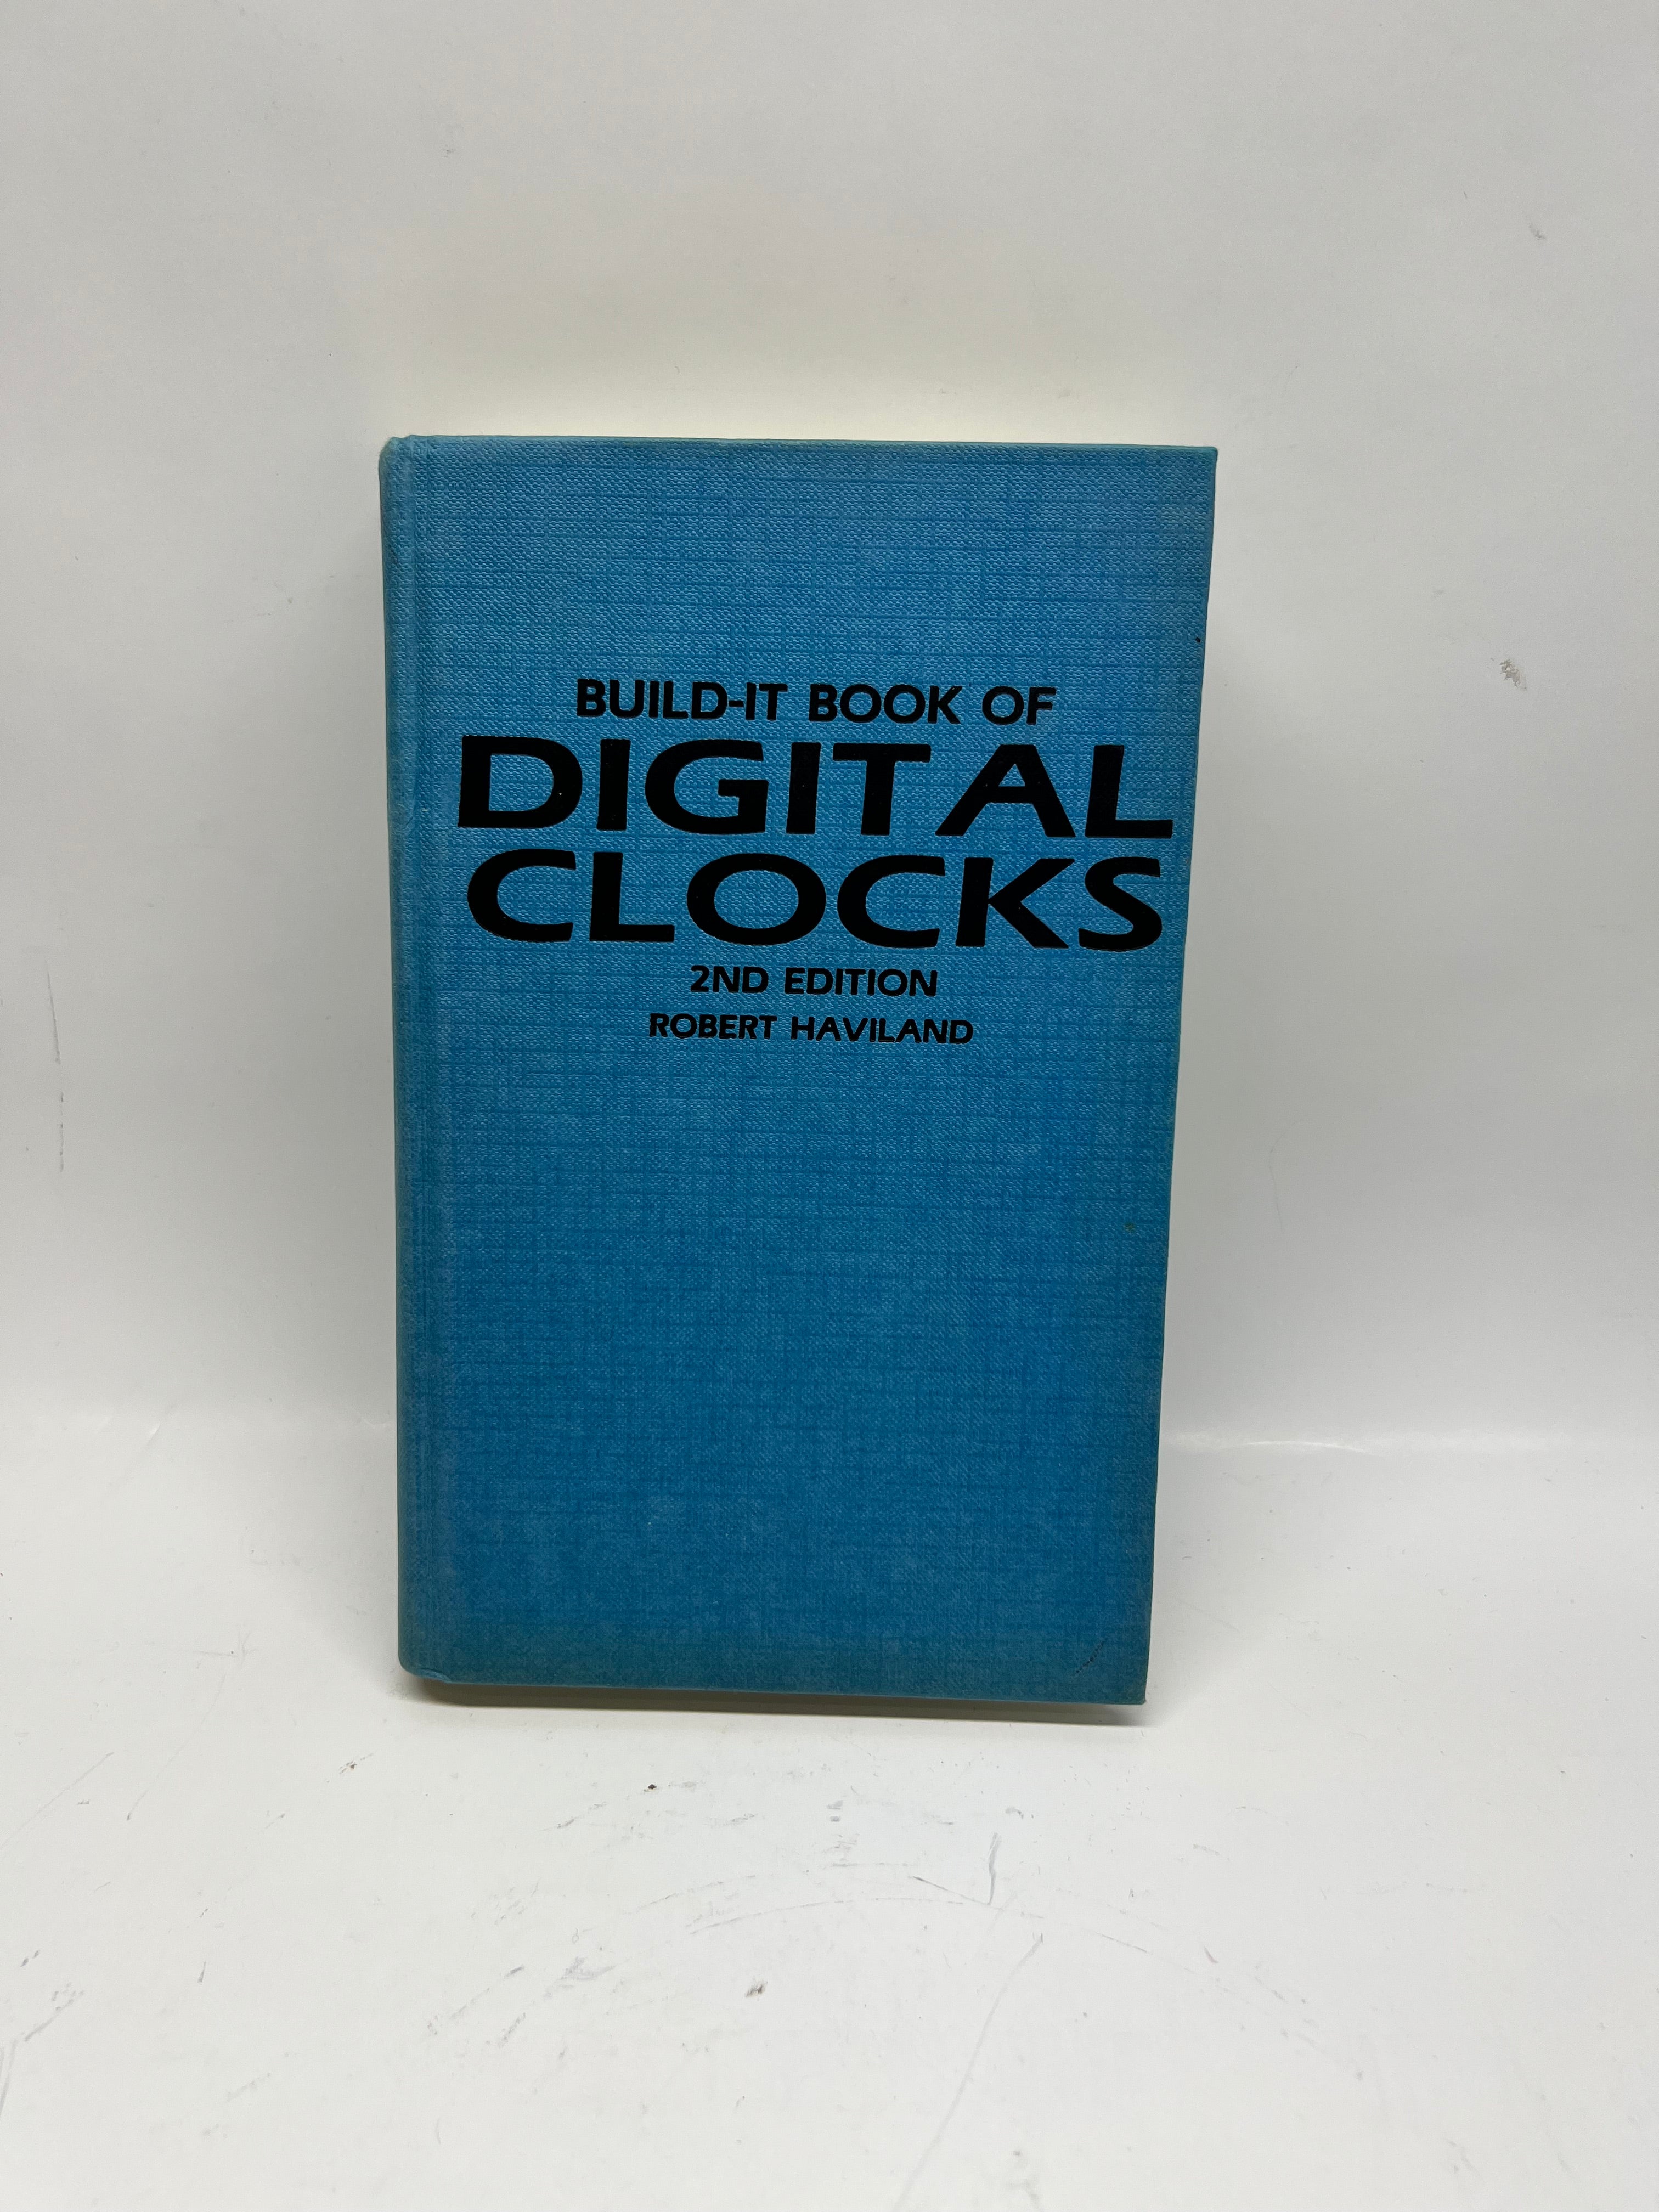 BUILD-IT BOOK OF
DIGITAL
CLOCKS
2ND EDITION
ROBERT HAVILAND